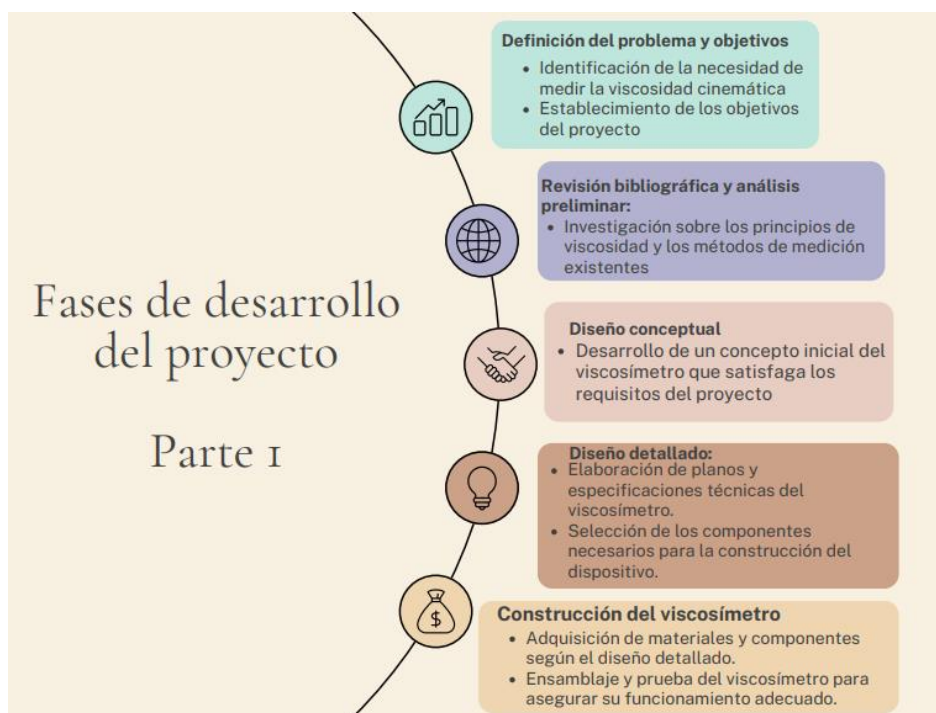 Fases de desarrollo
del proyecto
Parte 1
Definición del problema y objetivos
• Identificación de la necesidad de
medir la viscosidad cinemática
• Establecimiento de los objetivos
del proyecto
Revisión bibliográfica y análisis
preliminar:
• Investigación sobre los principios de
viscosidad y los métodos de medición
existentes
Diseño conceptual
• Desarrollo de un concepto inicial del
viscosímetro que satisfaga los
requisitos del proyecto
Diseño detallado:
• Elaboración de planos y
especificaciones técnicas del
viscosímetro.
• Selección de los componentes
necesarios para la construcción del
dispositivo.
$
Construcción del viscosímetro
• Adquisición de materiales y componentes
según el diseño detallado.
• Ensamblaje y prueba del viscosímetro para
asegurar su funcionamiento adecuado.